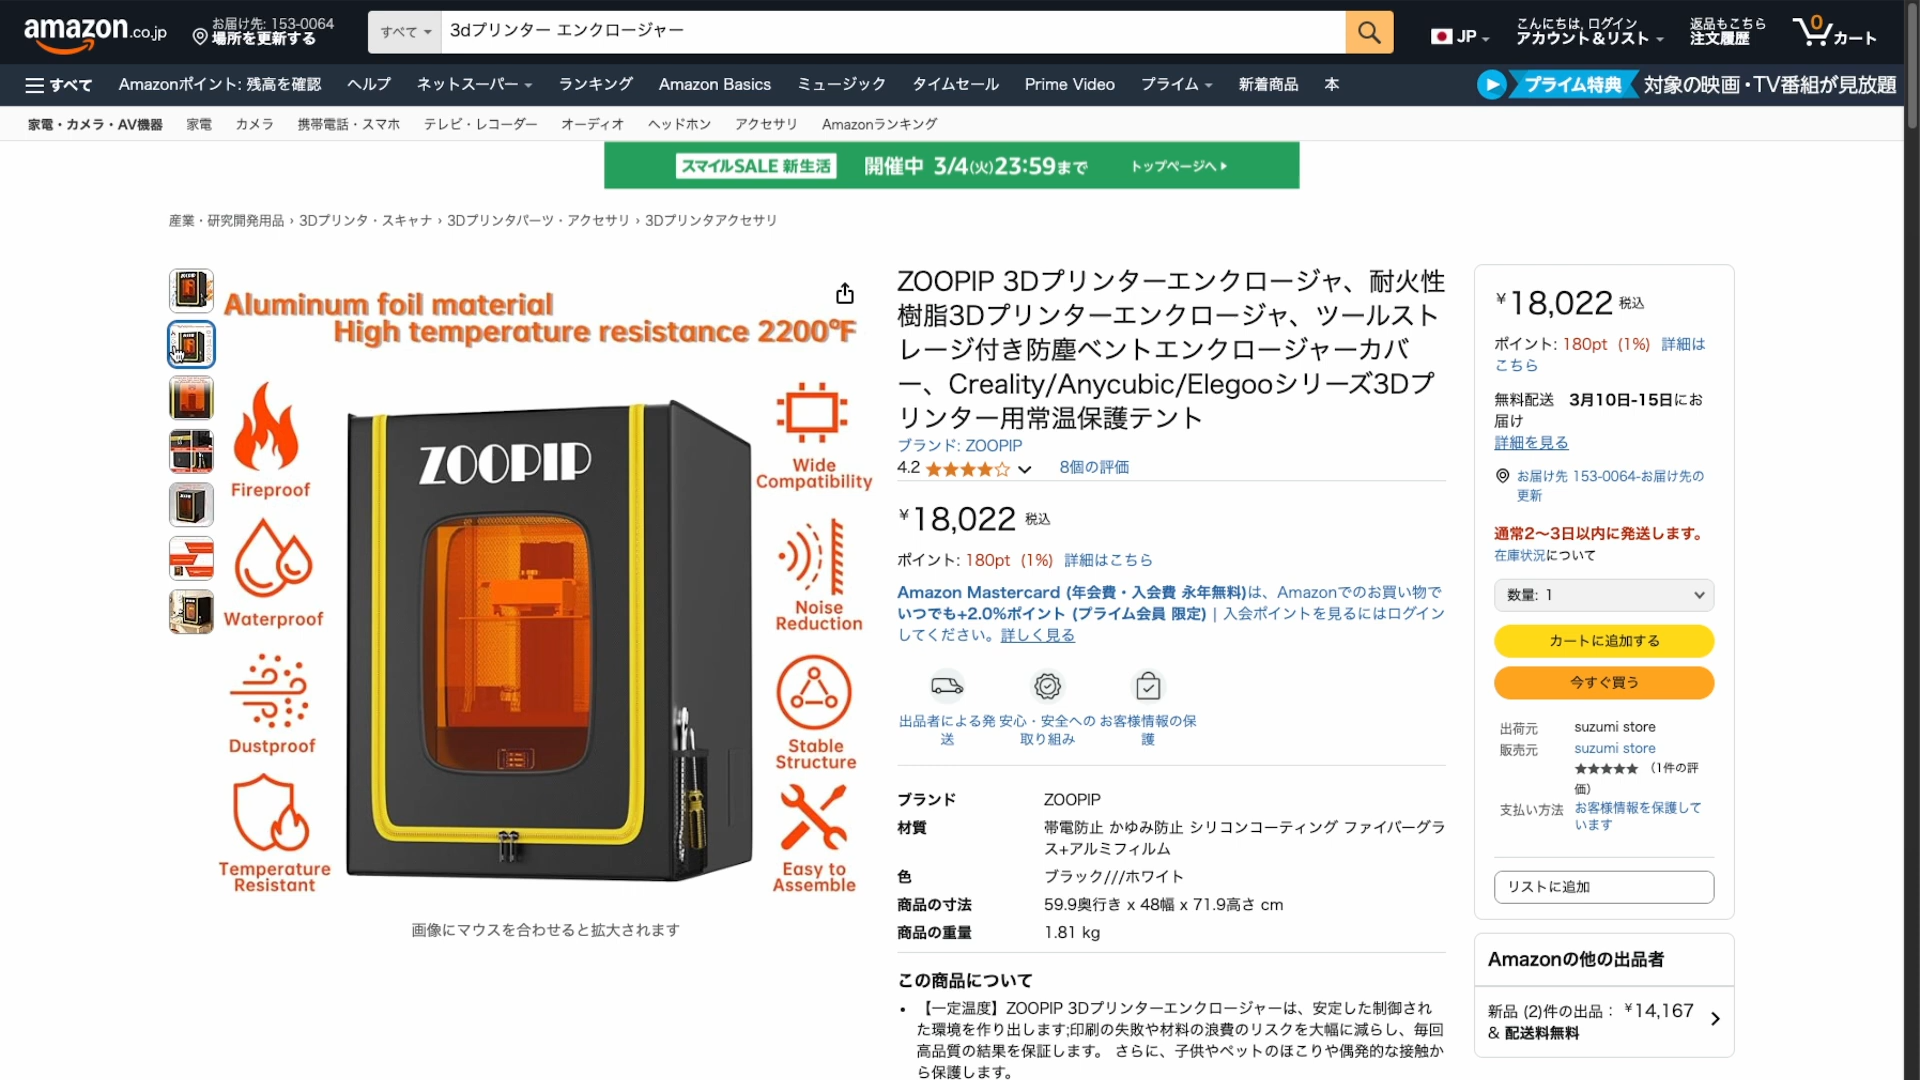 amazon.co.jp
お届け先: 153-0064
場所を更新する
すべて
3dプリンター エンクロージャー
JP
こんにちは, ログイン
アカウント&リスト
返品もこちら
注文履歴
0
カート
すべて
Amazonポイント: 残高を確認
ヘルプ
ネットスーパー
ランキング
Amazon Basics
ミュージック
タイムセール
Prime Video
プライム
新着商品
本
プライム特典
対象の映画・TV番組が見放題
家電・カメラ・AV機器
家電
カメラ
携帯電話・スマホ
テレビ・レコーダー
オーディオ
ヘッドホン
アクセサリ
Amazonランキング
スマイルSALE 新生活
開催中 3/4(火)23:59まで
トップページへ
産業・研究開発用品 › 3Dプリンタ・スキャナ › 3Dプリンタパーツ・アクセサリ › 3Dプリンタアクセサリ
Aluminum foil material
High temperature resistance 2200℉
Fireproof
Waterproof
Dustproof
Temperature
Resistant
ZOOPIP
Wide
Compatibility
Noise
Reduction
Stable
Structure
Easy to
Assemble
画像にマウスを合わせると拡大されます
ZOOPIP 3Dプリンターエンクロージャ、耐火性
樹脂3Dプリンターエンクロージャ、ツールスト
レージ付き防塵ベントエンクロージャーカバ
ー、Creality/Anycubic/Elegooシリーズ3Dプ
リンター用常温保護テント
ブランド: ZOOPIP
4.2
8個の評価
¥18,022 税込
ポイント: 180pt (1%) 詳細はこちら
Amazon Mastercard (年会費・入会費 永年無料)は、Amazonでのお買い物で
いつでも+2.0%ポイント (プライム会員 限定) | 入会ポイントを見るにはログイン
してください。詳しく見る
出品者による発
送
安心・安全への
取り組み
お客様情報の保
護
ブランド ZOOPIP
材質 帯電防止 かゆみ防止 シリコンコーティング ファイバーグラ
ス+アルミフィルム
色 ブラック///ホワイト
商品の寸法 59.9奥行き x 48幅 x 71.9高さ cm
商品の重量 1.81 kg
この商品について
• 【一定温度】ZOOPIP 3Dプリンターエンクロージャーは、安定した制御され
た環境を作り出します;印刷の失敗や材料の浪費のリスクを大幅に減らし、毎回
高品質の結果を保証します。 さらに、子供やペットのほこりや偶発的な接触か
ら保護します。
¥18,022 税込
ポイント: 180pt (1%) 詳細は
こちら
無料配送 3月10日-15日にお
届け
詳細を見る
お届け先 153-0064-お届け先の
更新
通常2〜3日以内に発送します。
在庫状況について
数量: 1
カートに追加する
今すぐ買う
出荷元 suzumi store
販売元 suzumi store
★★★★★ (1件の評
価)
支払い方法 お客様情報を保護して
います
リストに追加
Amazonの他の出品者
新品 (2)件の出品： ¥14,167
& 配送料無料